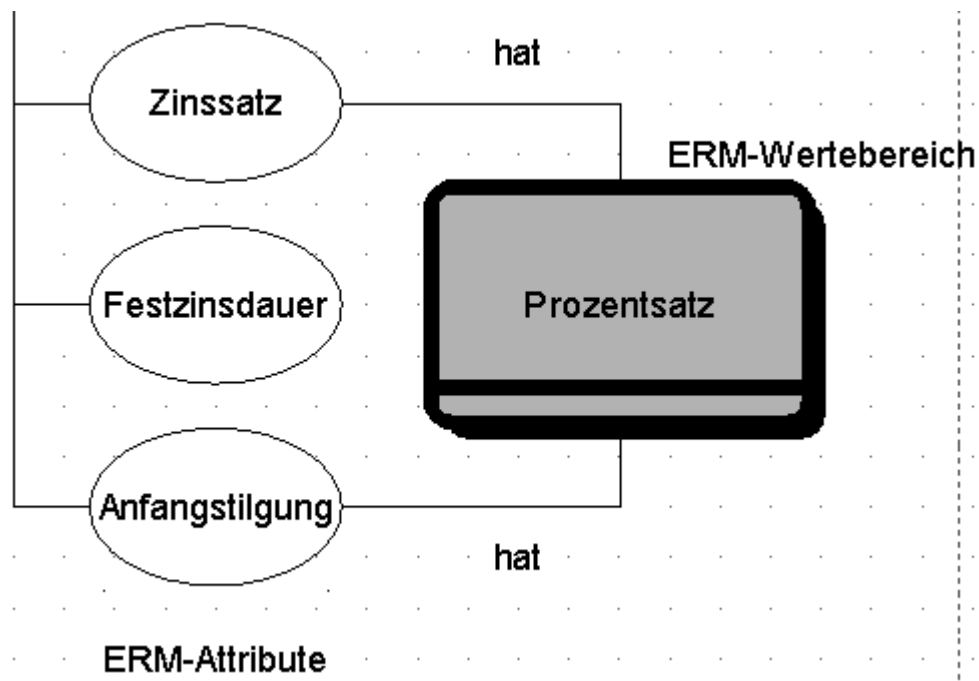 hat
Zinssatz
ERM-Wertebereich
Festzinsdauer
Prozentsatz
Anfangstilgung
hat
ERM-Attribute